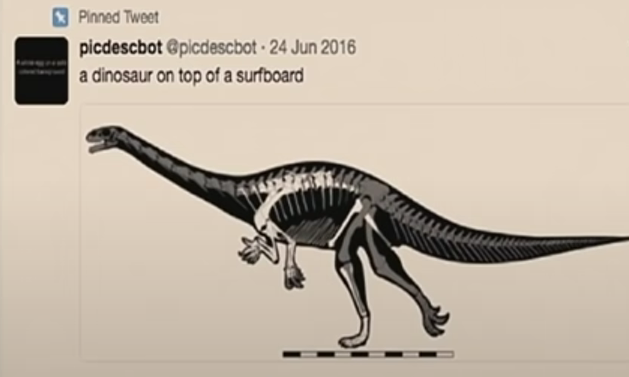 Pinned Tweet
picdescbot @picdescbot · 24 Jun 2016
a dinosaur on top of a surfboard